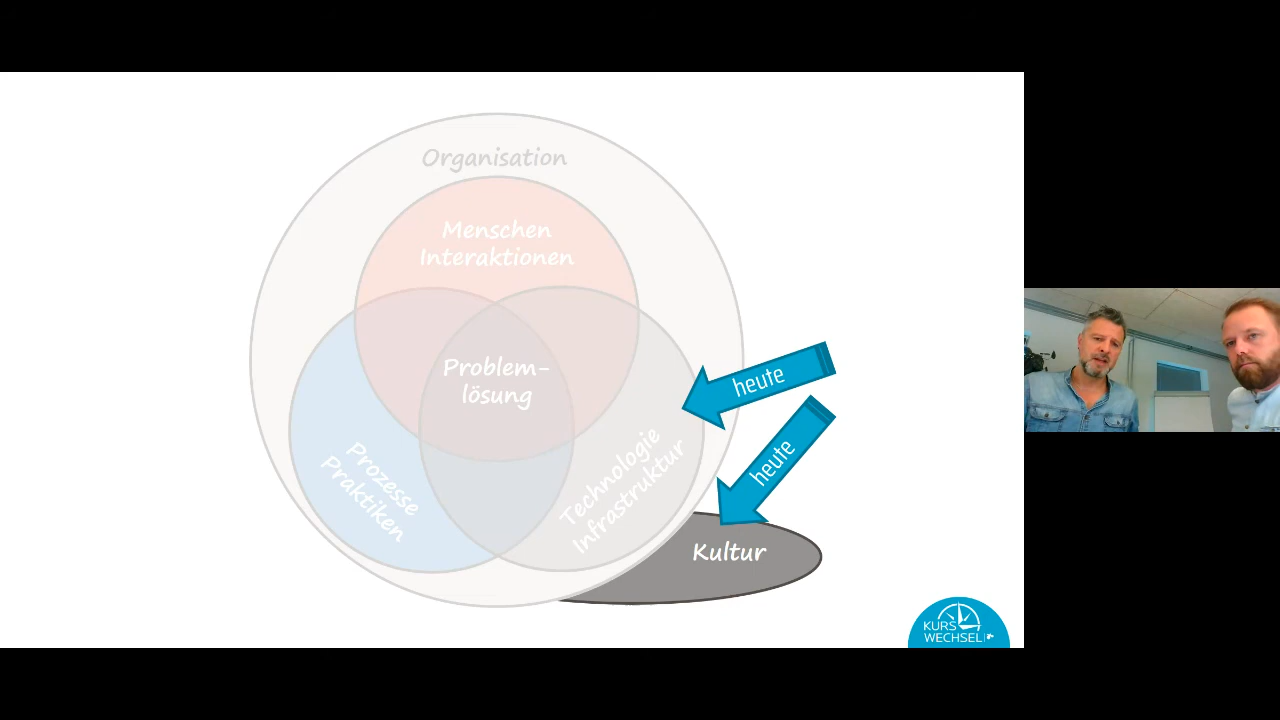 Organisation
Menschen
Interaktionen
Problem-
lösung
heute
heute
Prozesse
Praktiken
Technologie
Infrastruktur
Kultur
KURS
WECHSEL